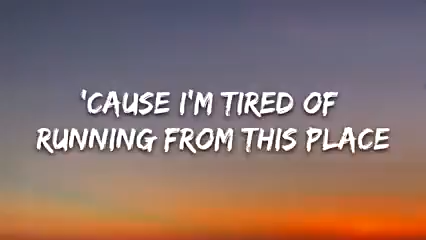 'CAUSE I'M TIRED OF
RUNNING FROM THIS PLACE